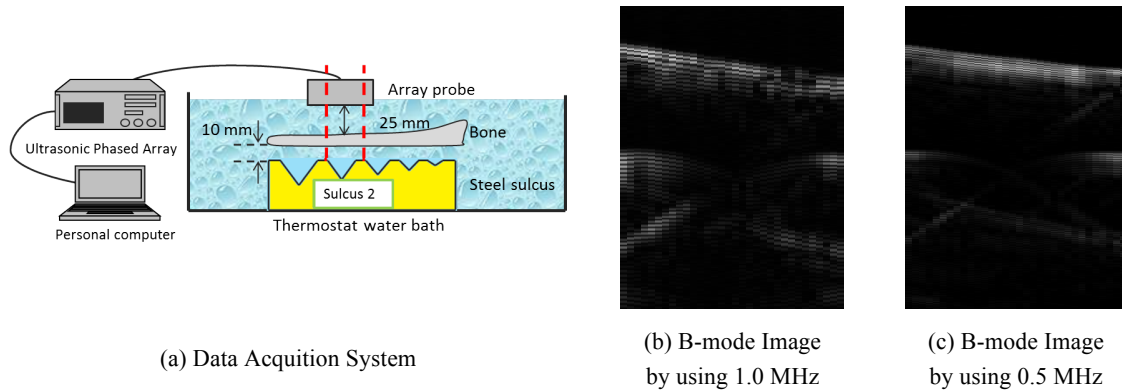 Array probe
10 mm
25 mm
Bone
Ultrasonic Phased Array
Steel sulcus
Sulcus 2
Personal computer
Thermostat water bath
(a) Data Acqution System
(b) B-mode Image
by using 1.0 MHz
(c) B-mode Image
by using 0.5 MHz